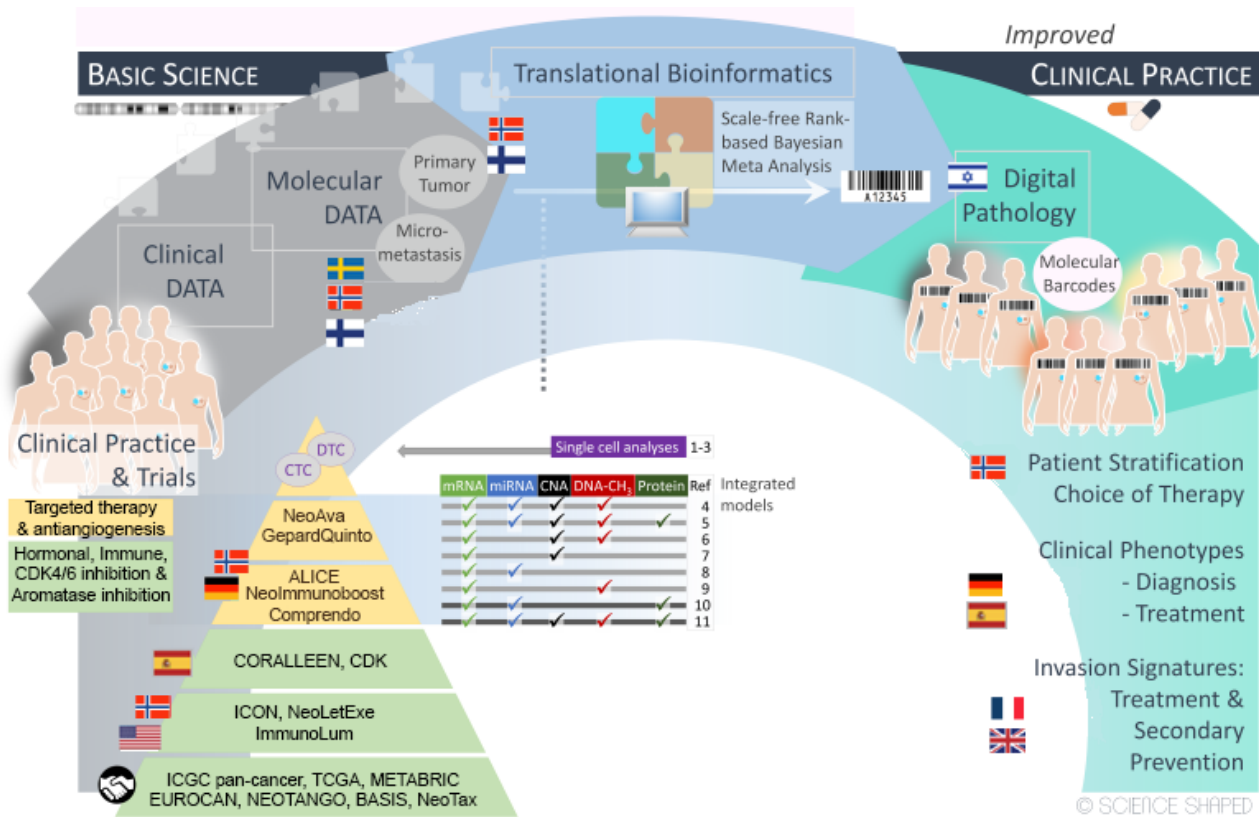 Improved
BASIC SCIENCE
CLINICAL PRACTICE
Translational Bioinformatics
Scale-free Rank-
based Bayesian
Meta Analysis
A12345
Primary
Tumor
Molecular
DATA
Micro-
metastasis
Clinical
DATA
Digital
Pathology
Molecular
Barcodes
Clinical Practice
& Trials
Targeted therapy
& antiangiogenesis
Hormonal, Immune,
CDK4/6 inhibition &
Aromatase inhibition
DTC
CTC
NeoAva
GepardQuinto
ALICE
NeoImmunoboost
Comprendo
CORALLEEN, CDK
ICON, NeoLetExe
ImmunoLum
ICGC pan-cancer, TCGA, METABRIC
EUROCAN, NEOTANGO, BASIS, NeoTax
Single cell analyses 1-3
mRNA miRNA CNA DNA-CH₃ Protein Ref
4
5
6
7
8
9
10
11
Integrated
models
Patient Stratification
Choice of Therapy
Clinical Phenotypes
- Diagnosis
- Treatment
Invasion Signatures:
Treatment &
Secondary
Prevention
© SCIENCE SHAPED